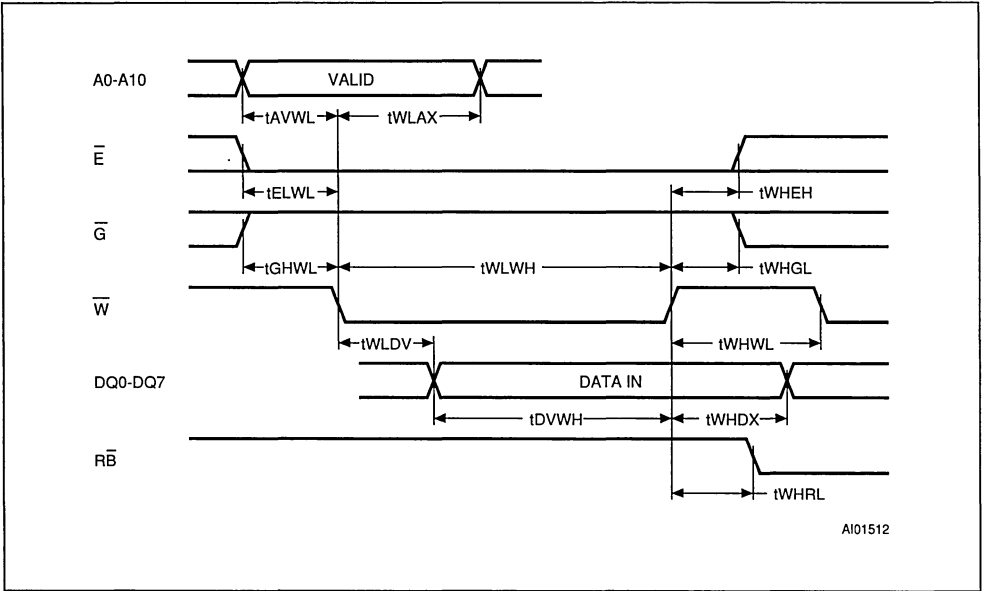 A0-A10 VALID
tAVWL tWLAX
E̅
tELWL tWHEH
G̅
tGHWL tWLWH tWHGL
W̅
tWLDV tWHWL
DQ0-DQ7 DATA IN
tDVWH tWHDX
RB̅
tWHRL
AI01512